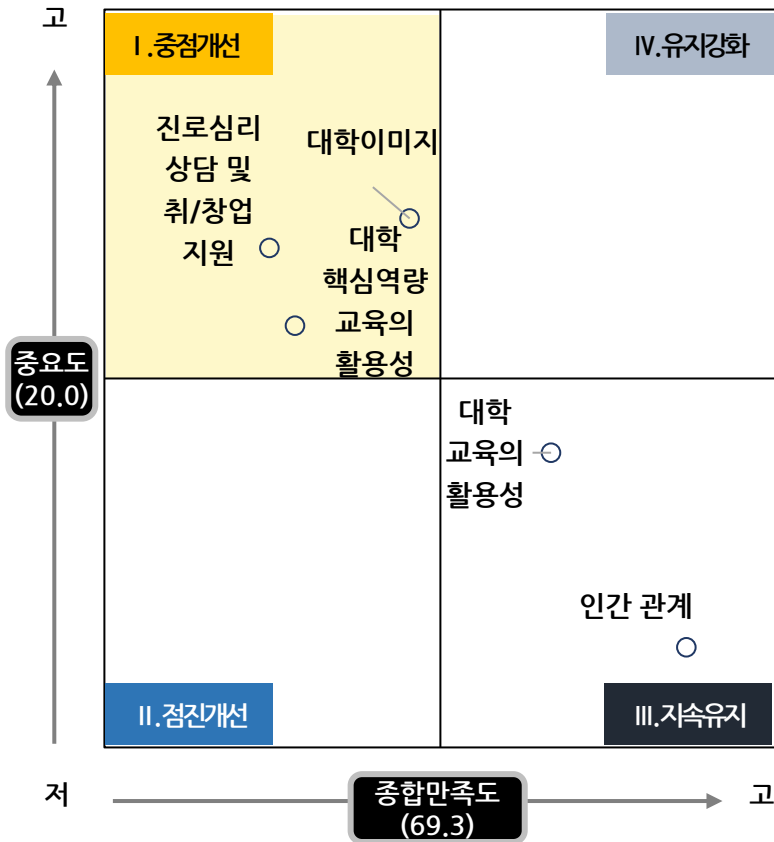 고
Ⅰ.중점개선
Ⅳ.유지강화
진로심리
상담 및
취/창업
지원
대학이미지
대학
핵심역량
교육의
활용성
중요도
(20.0)
대학
교육의
활용성
인간 관계
Ⅱ.점진개선
Ⅲ.지속유지
저
종합만족도
(69.3)
고